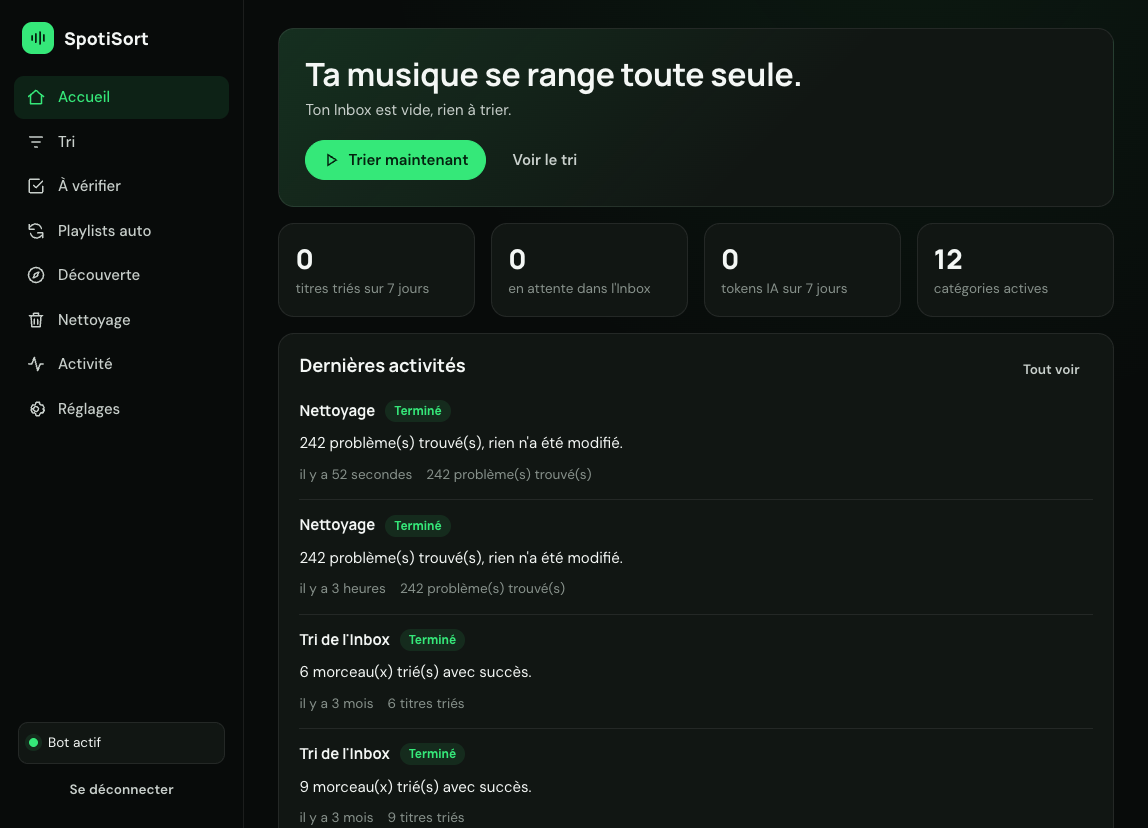 SpotiSort
Accueil
Tri
À vérifier
Playlists auto
Découverte
Nettoyage
Activité
Réglages
Bot actif
Se déconnecter
Ta musique se range toute seule.
Ton Inbox est vide, rien à trier.
Trier maintenant
Voir le tri
0
titres triés sur 7 jours
0
en attente dans l'Inbox
0
tokens IA sur 7 jours
12
catégories actives
Dernières activités
Tout voir
Nettoyage Terminé
242 problème(s) trouvé(s), rien n'a été modifié.
il y a 52 secondes 242 problème(s) trouvé(s)
Nettoyage Terminé
242 problème(s) trouvé(s), rien n'a été modifié.
il y a 3 heures 242 problème(s) trouvé(s)
Tri de l'Inbox Terminé
6 morceau(x) trié(s) avec succès.
il y a 3 mois 6 titres triés
Tri de l'Inbox Terminé
9 morceau(x) trié(s) avec succès.
il y a 3 mois 9 titres triés